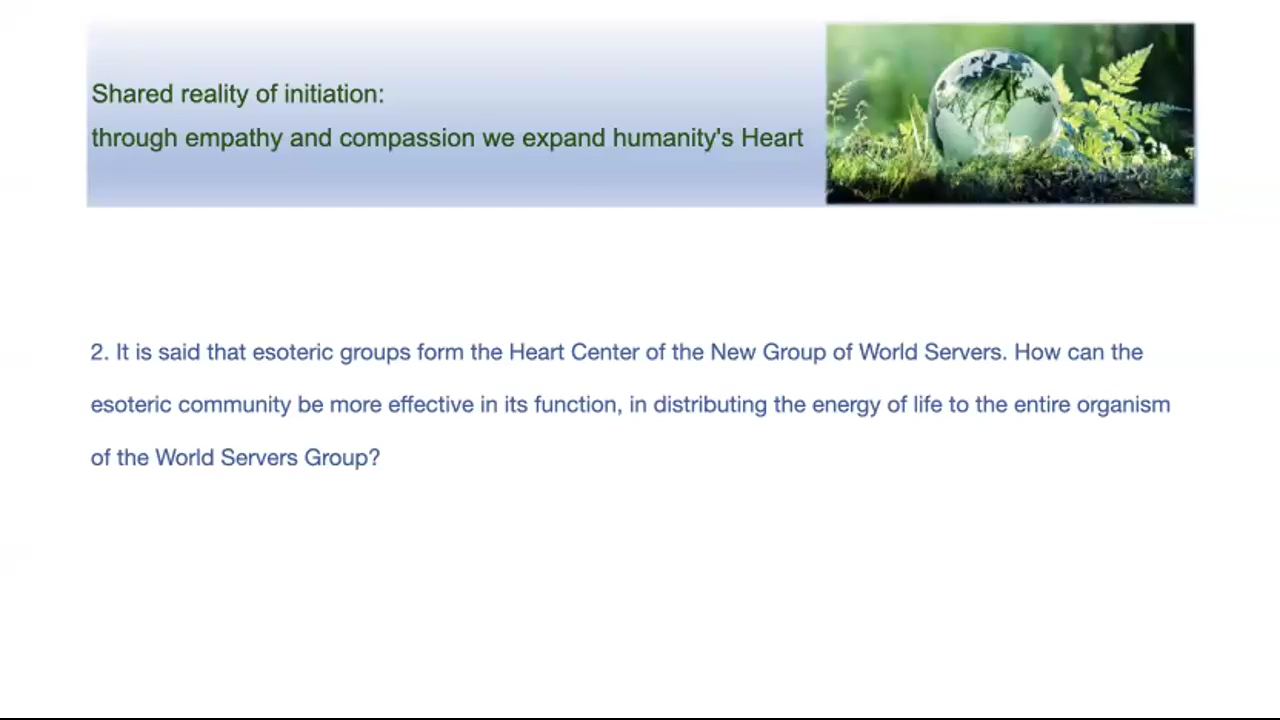 Shared reality of initiation:
through empathy and compassion we expand humanity's Heart
2. It is said that esoteric groups form the Heart Center of the New Group of World Servers. How can the
esoteric community be more effective in its function, in distributing the energy of life to the entire organism
of the World Servers Group?